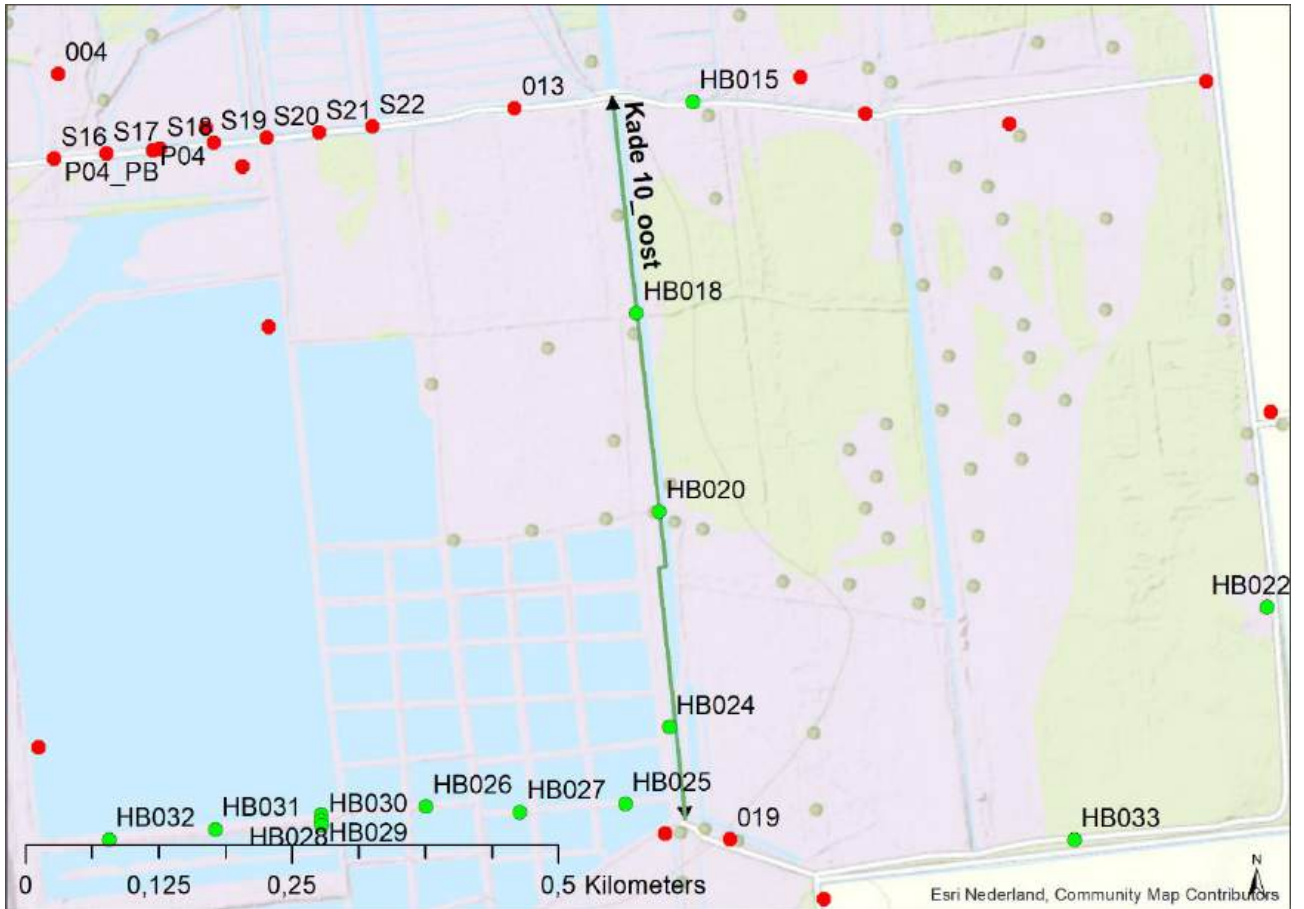 004
013
HB015
S16
S17
S18
S19
S20
S21
S22
P04_PB
P04
Kade 10_oost
HB018
HB020
HB022
HB024
HB025
HB026
HB027
HB030
HB031
HB032
HB028
HB029
019
HB033
0
0,125
0,25
0,5 Kilometers
N
Esri Nederland, Community Map Contributors